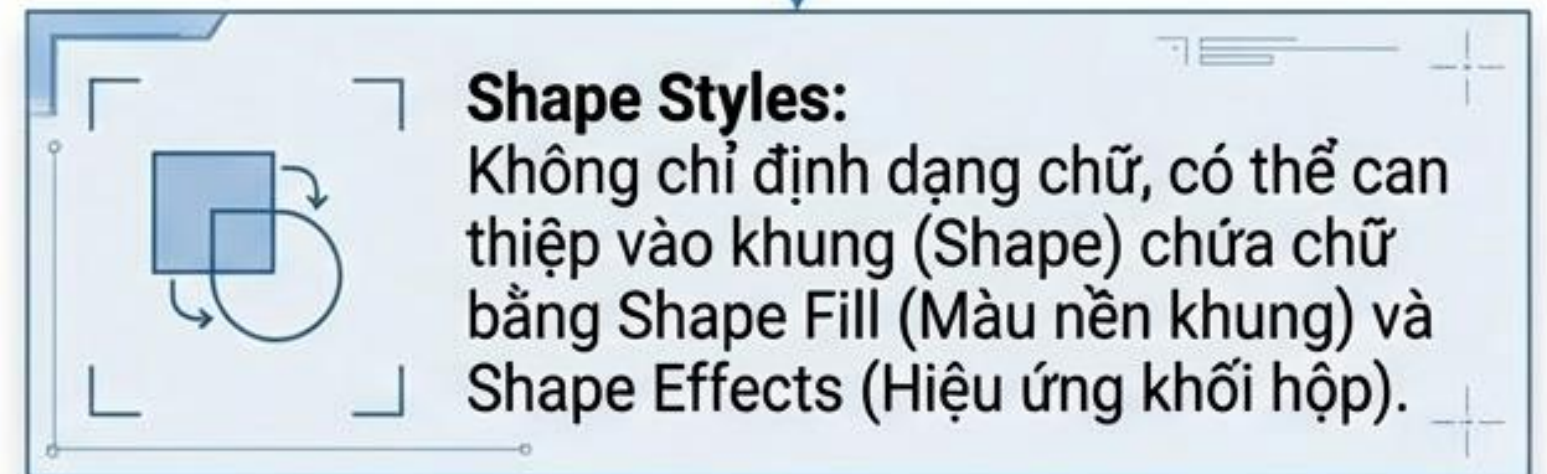 Shape Styles:
Không chỉ định dạng chữ, có thể can
thiệp vào khung (Shape) chứa chữ
bằng Shape Fill (Màu nền khung) và
Shape Effects (Hiệu ứng khối hộp).